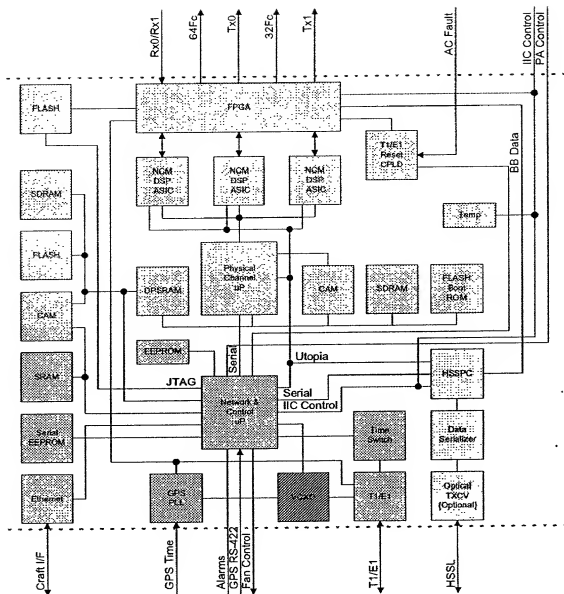 Rx0/Rx1
64Fc
Tx0
32Fc
Tx1
AC Fault
IIC Control
PA Control
FLASH
FPGA
T1/E1
Reset
CPLD
BB Data
NCM
DSP
ASIC
NCM
DSP
ASIC
NCM
DSP
ASIC
SDRAM
Temp
FLASH
Physical
Channel
uP
CAM
DPSRAM
CAM
SDRAM
FLASH
Boot
ROM
EEPROM
Serial
Utopia
SRAM
JTAG
Network &
Control
uP
Serial
IIC Control
HSSPC
Serial
EEPROM
Time
Switch
Data
Serializer
Ethernet
GPS
PLL
VCXO
T1/E1
Optical
TXCV
{Optional}
Craft I/F
GPS Time
Alarms
GPS RS-422
Fan Control
T1/E1
HSSL